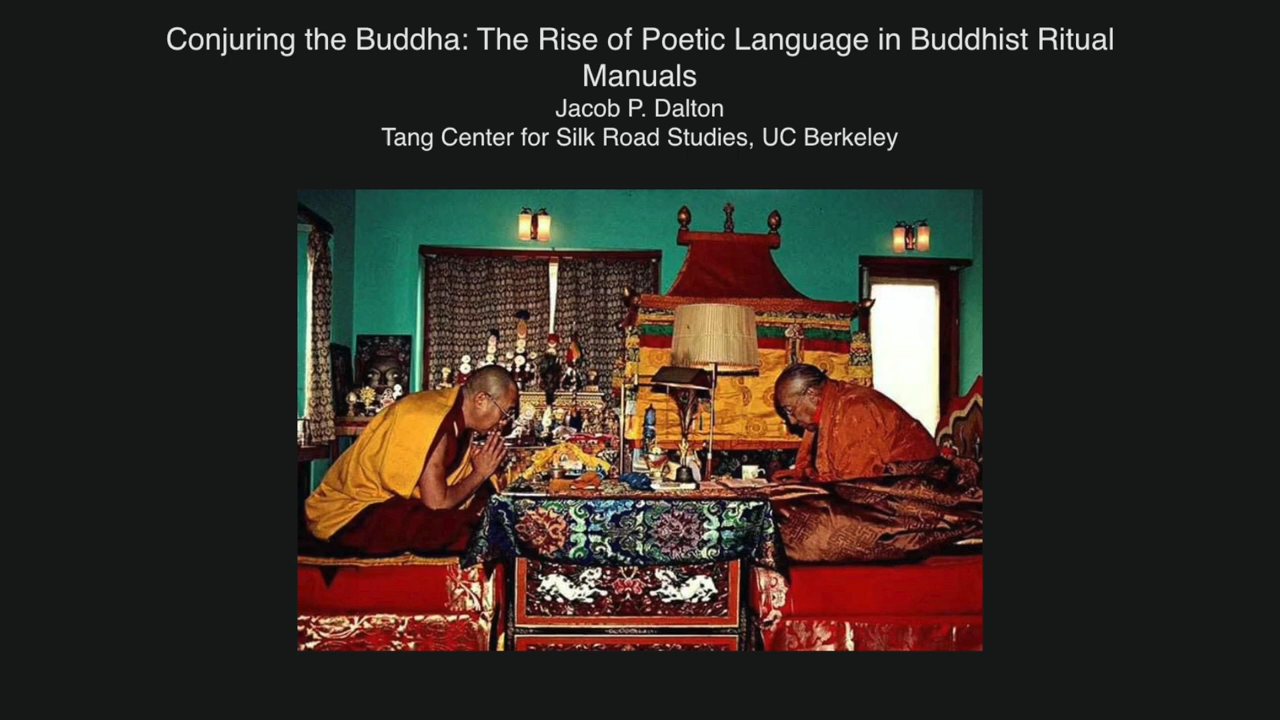 Conjuring the Buddha: The Rise of Poetic Language in Buddhist Ritual
Manuals
Jacob P. Dalton
Tang Center for Silk Road Studies, UC Berkeley